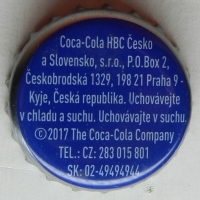 Coca-Cola HBC Česko
a Slovensko, s.r.o., P.O.Box 2,
Českobrodská 1329, 198 21 Praha 9 -
Kyje, Česká republika. Uchovávejte
v chladu a suchu. Uchovávajte v suchu.
©2017 The Coca-Cola Company
TEL.: CZ: 283 015 801
SK: 02-49494944